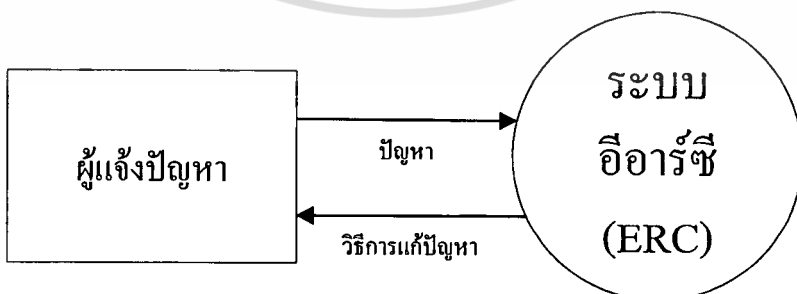 ผู้แจ้งปัญหา
ปัญหา
วิธีการแก้ปัญหา
ระบบ
อีอาร์ซี
(ERC)